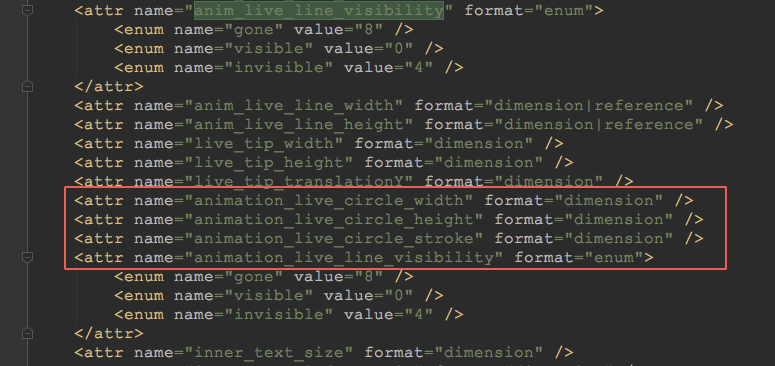 <attr name="anim_live_line_visibility" format="enum">
<enum name="gone" value="8" />
<enum name="visible" value="0" />
<enum name="invisible" value="4" />
</attr>
<attr name="anim_live_line_width" format="dimension|reference" />
<attr name="anim_live_line_height" format="dimension|reference" />
<attr name="live_tip_width" format="dimension" />
<attr name="live_tip_height" format="dimension" />
<attr name="live_tip_translationY" format="dimension" />
<attr name="animation_live_circle_width" format="dimension" />
<attr name="animation_live_circle_height" format="dimension" />
<attr name="animation_live_circle_stroke" format="dimension" />
<attr name="animation_live_line_visibility" format="enum">
<enum name="gone" value="8" />
<enum name="visible" value="0" />
<enum name="invisible" value="4" />
</attr>
<attr name="inner_text_size" format="dimension" />